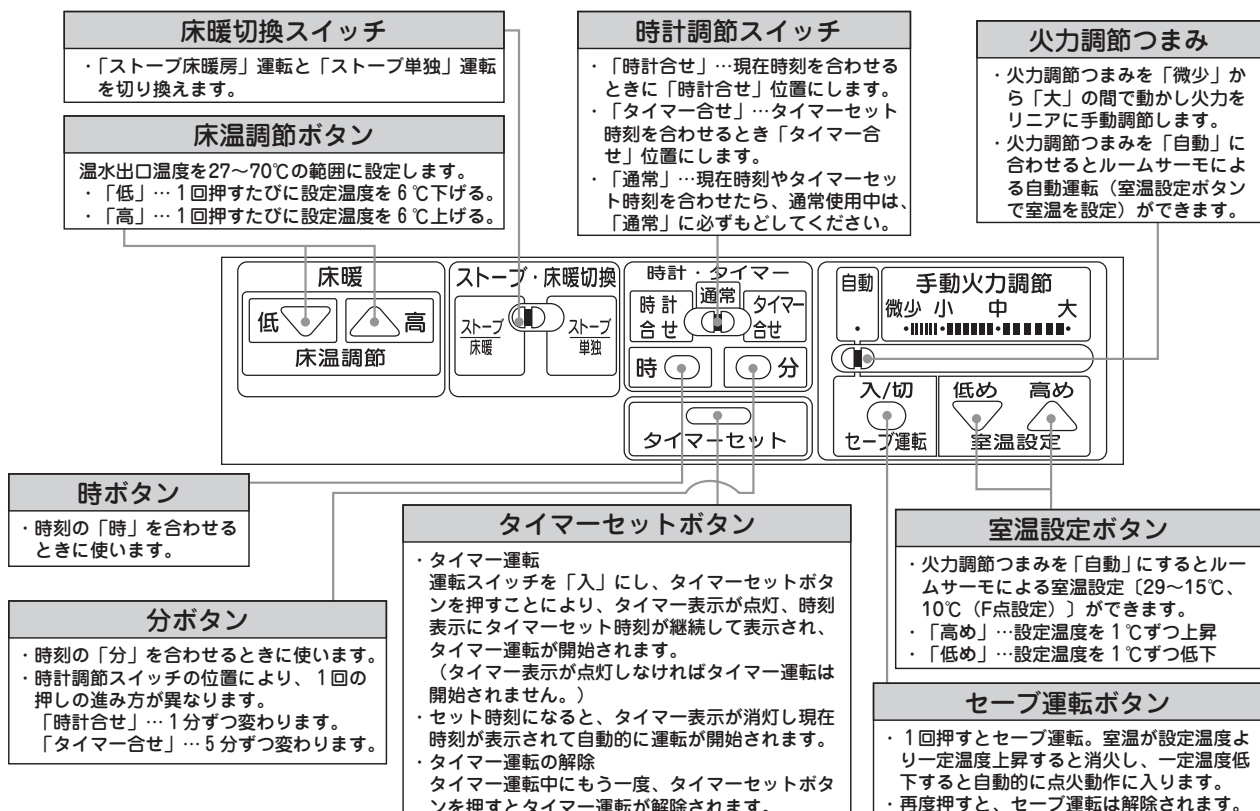 床暖切換スイッチ
・「ストーブ床暖房」運転と「ストーブ単独」運転
を切り換えます。
床温調節ボタン
温水出口温度を27～70℃の範囲に設定します。
・「低」…1回押すたびに設定温度を6℃下げる。
・「高」…1回押すたびに設定温度を6℃上げる。
時計調節スイッチ
・「時計合せ」…現在時刻を合わせる
ときに「時計合せ」位置にします。
・「タイマー合せ」…タイマーセット
時刻を合わせるとき「タイマー合
せ」位置にします。
・「通常」…現在時刻やタイマーセッ
ト時刻を合わせたら、通常使用中は、
「通常」に必ずもどしてください。
火力調節つまみ
・火力調節つまみを「微少」か
ら「大」の間で動かし火力を
リニアに手動調節します。
・火力調節つまみを「自動」に
合わせるとルームサーモによ
る自動運転（室温設定ボタン
で室温を設定）ができます。
床暖
低
高
床温調節
ストーブ・床暖切換
ストーブ
床暖
ストーブ
単独
時計・タイマー
時計
合せ
通常
タイマー
合せ
時
分
タイマーセット
自動
手動火力調節
微少 小 中 大
入/切
セーブ運転
低め 高め
室温設定
時ボタン
・時刻の「時」を合わせる
ときに使います。
分ボタン
・時刻の「分」を合わせるときに使います。
・時計調節スイッチの位置により、1回の
押しの進み方が異なります。
「時計合せ」…1分ずつ変わります。
「タイマー合せ」…5分ずつ変わります。
タイマーセットボタン
・タイマー運転
運転スイッチを「入」にし、タイマーセットボタ
ンを押すことにより、タイマー表示が点灯、時刻
表示にタイマーセット時刻が継続して表示され、
タイマー運転が開始されます。
（タイマー表示が点灯しなければタイマー運転は
開始されません。）
・セット時刻になると、タイマー表示が消灯し現在
時刻が表示されて自動的に運転が開始されます。
・タイマー運転の解除
タイマー運転中にもう一度、タイマーセットボタ
ンを押すとタイマー運転が解除されます。
室温設定ボタン
・火力調節つまみを「自動」にするとルー
ムサーモによる室温設定〔29～15℃、
10℃（F点設定）〕ができます。
・「高め」…設定温度を1℃ずつ上昇
・「低め」…設定温度を1℃ずつ低下
セーブ運転ボタン
・1回押すとセーブ運転。室温が設定温度よ
り一定温度上昇すると消火し、一定温度低
下すると自動的に点火動作に入ります。
・再度押すと、セーブ運転は解除されます。